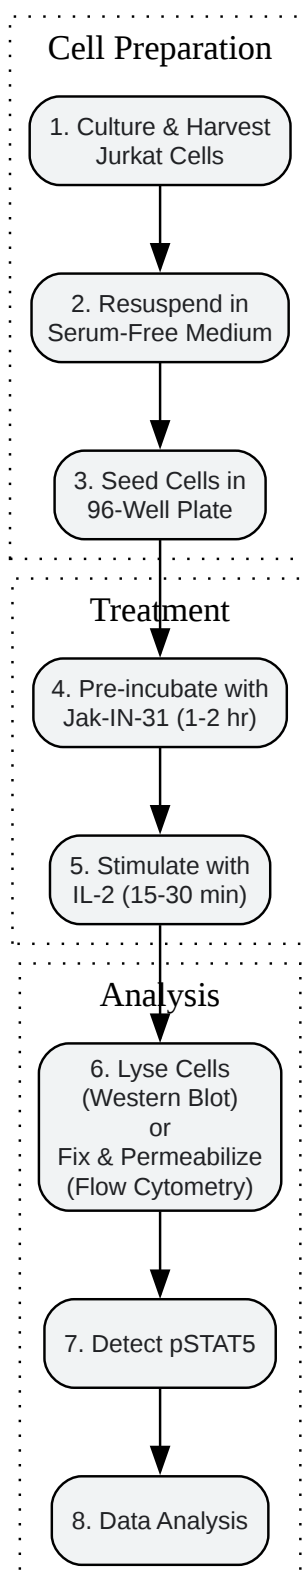 Cell Preparation
1. Culture & Harvest
Jurkat Cells
2. Resuspend in
Serum-Free Medium
3. Seed Cells in
96-Well Plate
Treatment
4. Pre-incubate with
Jak-IN-31 (1-2 hr)
5. Stimulate with
IL-2 (15-30 min)
Analysis
6. Lyse Cells
(Western Blot)
or
Fix & Permeabilize
(Flow Cytometry)
7. Detect pSTAT5
8. Data Analysis